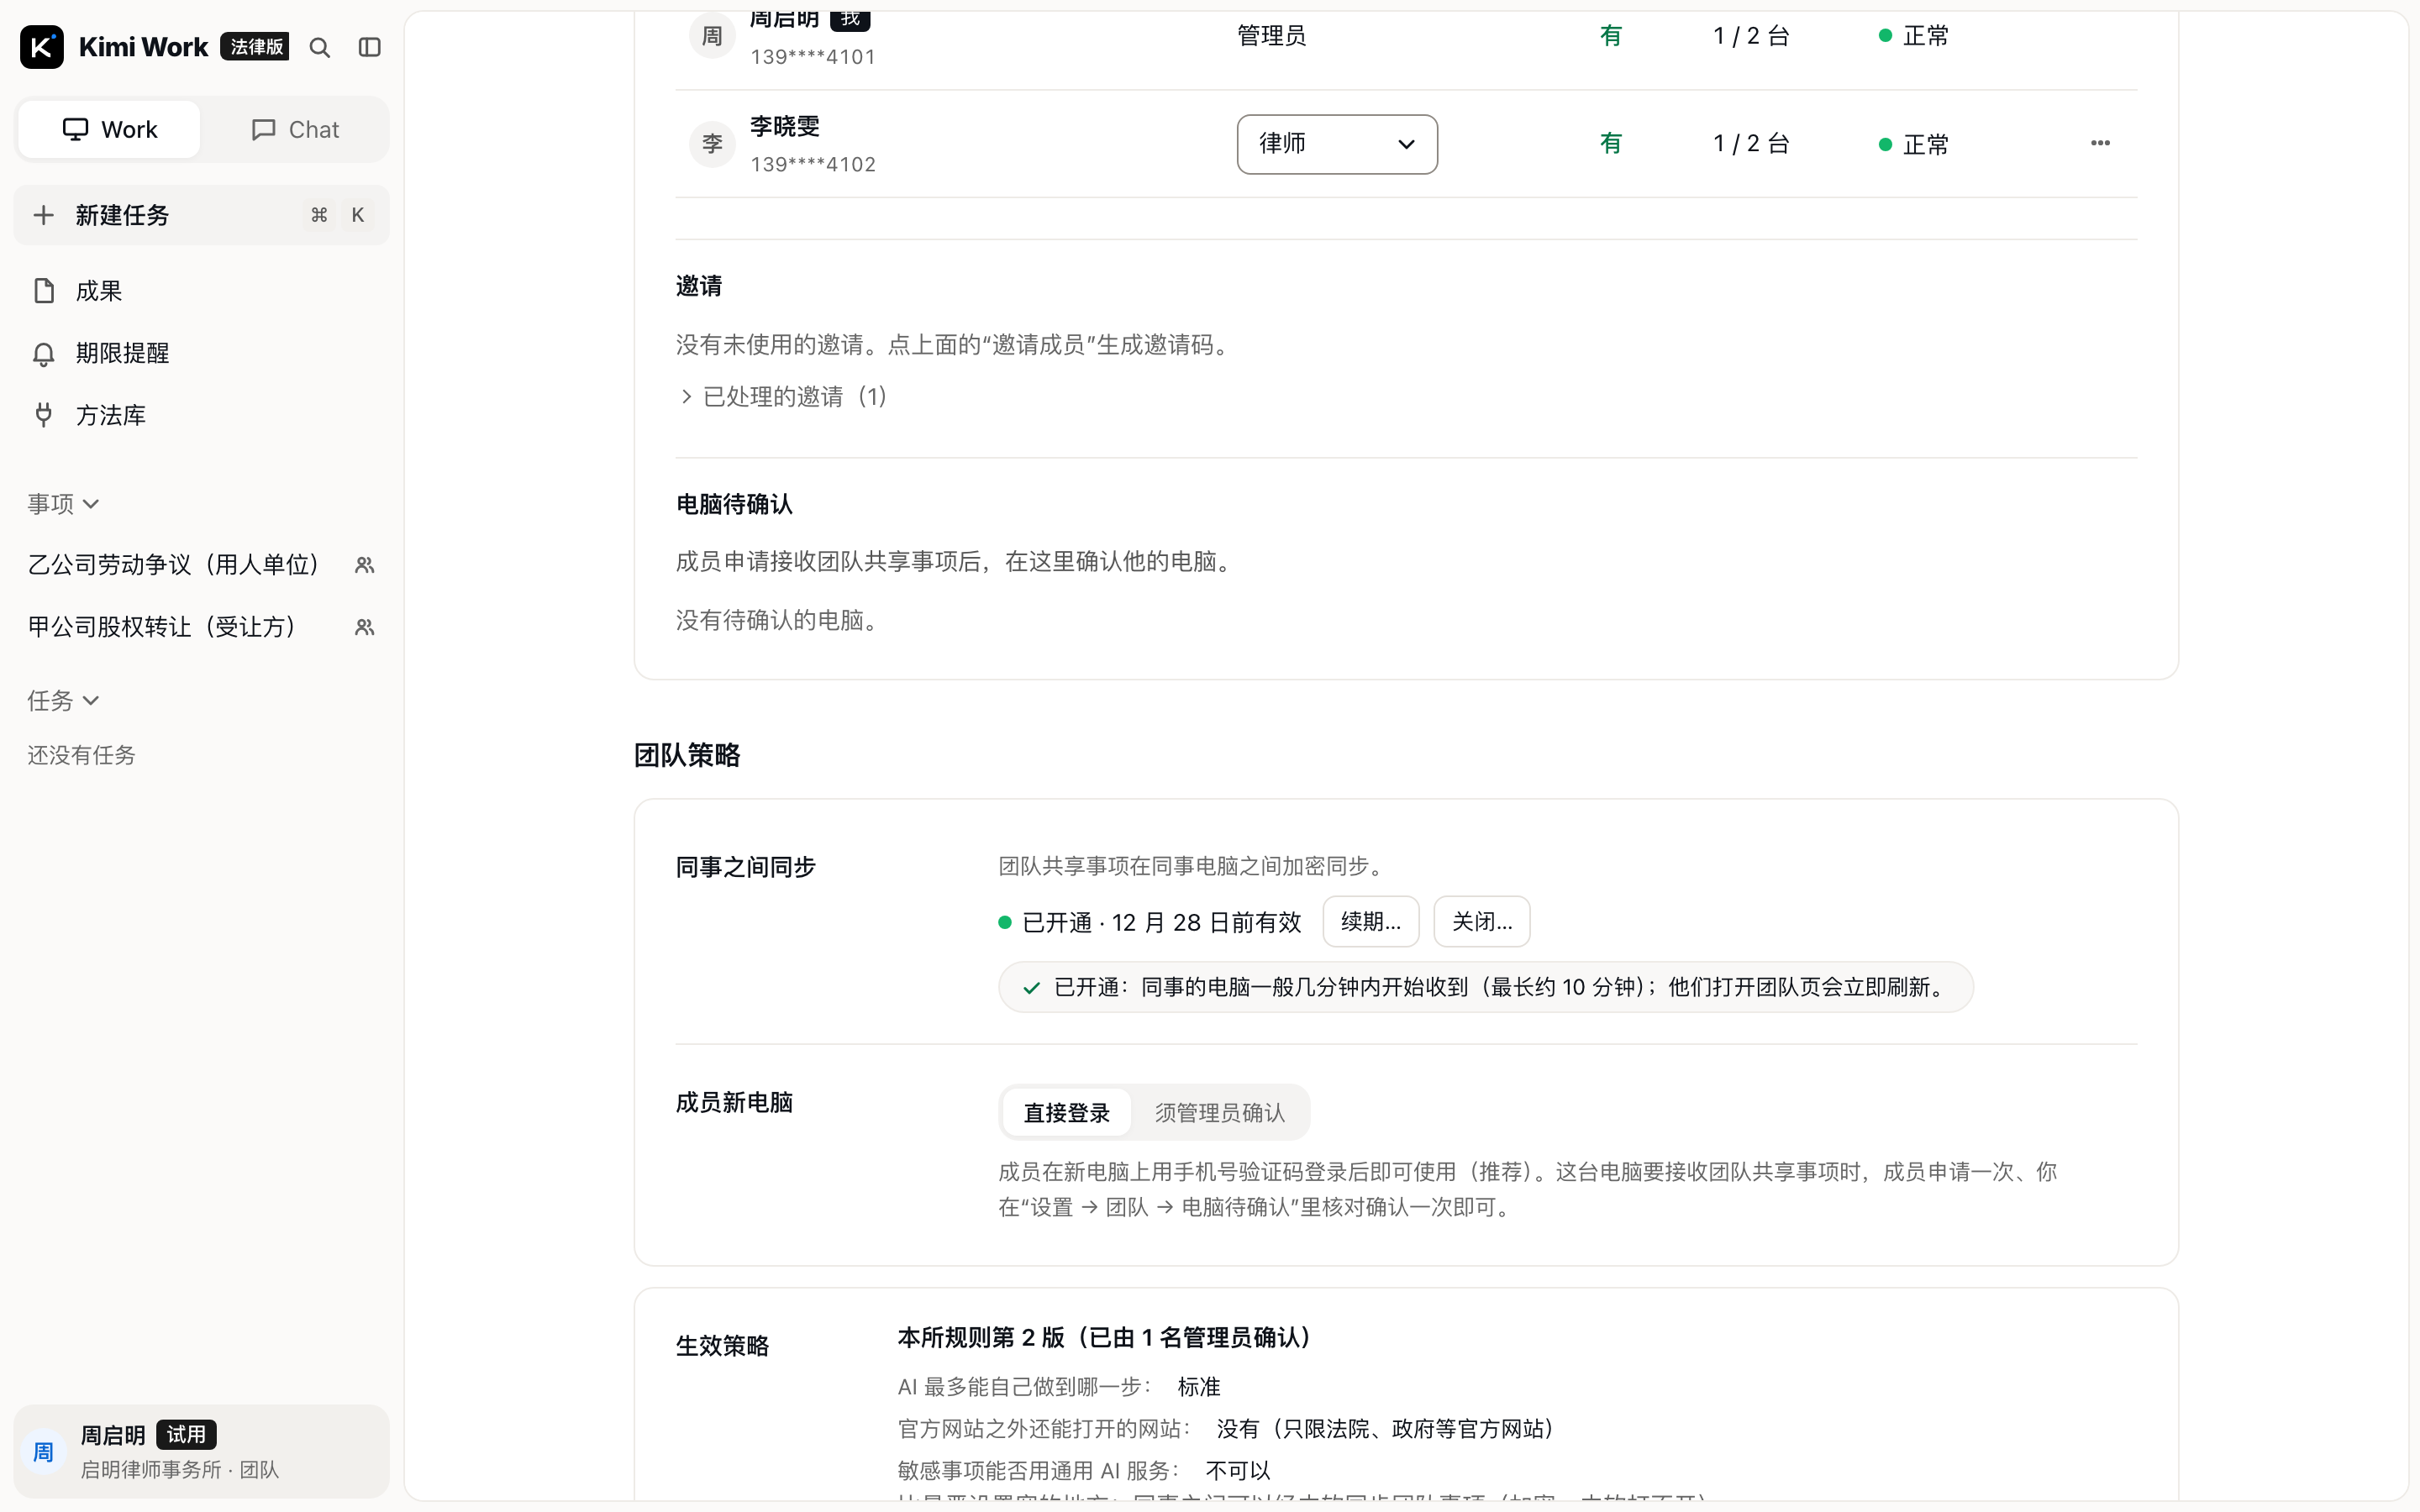 Kimi Work 法律版
Work
Chat
新建任务 ⌘ K
成果
期限提醒
方法库
事项
乙公司劳动争议（用人单位）
甲公司股权转让（受让方）
任务
还没有任务
周
周启明 试用
启明律师事务所 · 团队
周 周启明 我 管理员 有 1 / 2 台 正常
139****4101
李 李晓雯 律师 有 1 / 2 台 正常
139****4102
邀请
没有未使用的邀请。点上面的“邀请成员”生成邀请码。
已处理的邀请（1）
电脑待确认
成员申请接收团队共享事项后，在这里确认他的电脑。
没有待确认的电脑。
团队策略
同事之间同步 团队共享事项在同事电脑之间加密同步。
已开通 · 12 月 28 日前有效 续期... 关闭...
已开通：同事的电脑一般几分钟内开始收到（最长约 10 分钟）；他们打开团队页会立即刷新。
成员新电脑 直接登录 须管理员确认
成员在新电脑上用手机号验证码登录后即可使用（推荐）。这台电脑要接收团队共享事项时，成员申请一次、你
在“设置 → 团队 → 电脑待确认”里核对确认一次即可。
生效策略 本所规则第 2 版（已由 1 名管理员确认）
AI 最多能自己做到哪一步： 标准
官方网站之外还能打开的网站： 没有（只限法院、政府等官方网站）
敏感事项能否用通用 AI 服务： 不可以